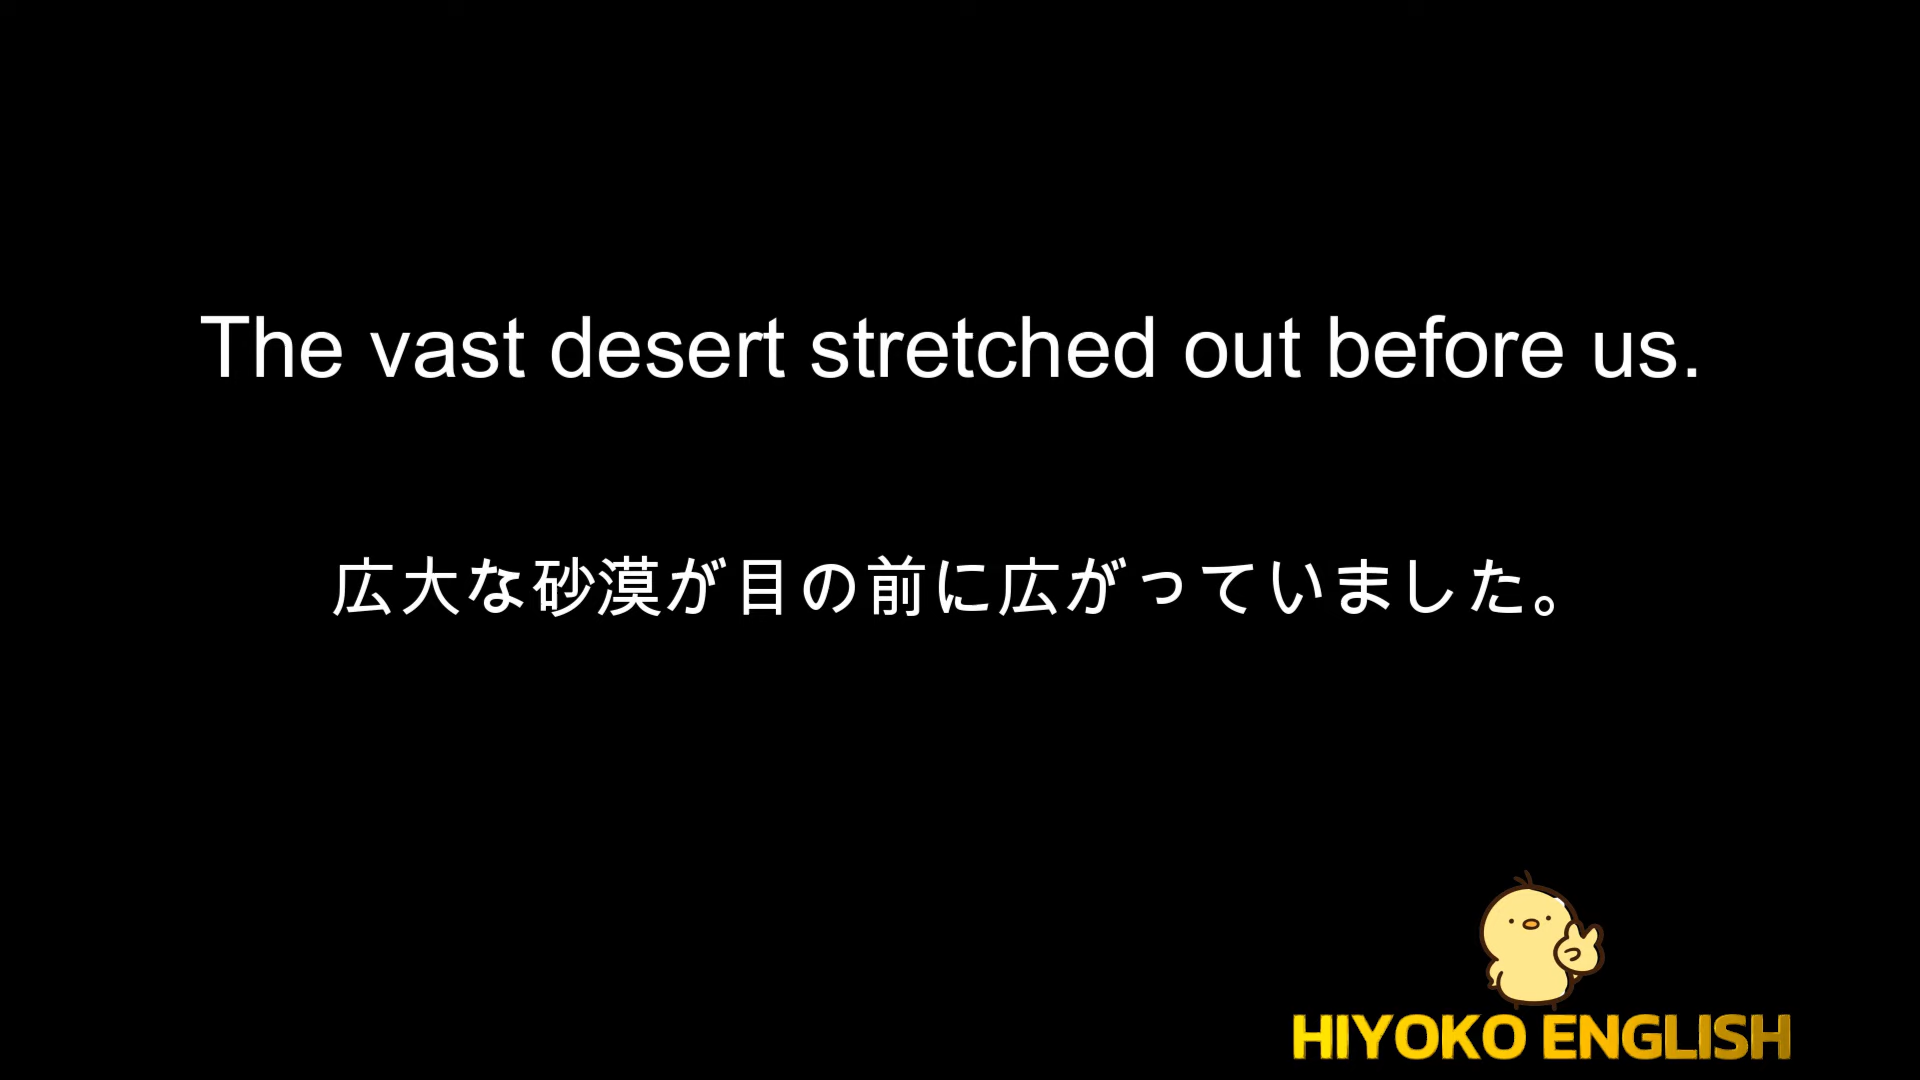 The vast desert stretched out before us.
広大な砂漠が目の前に広がっていました。
HIYOKO ENGLISH